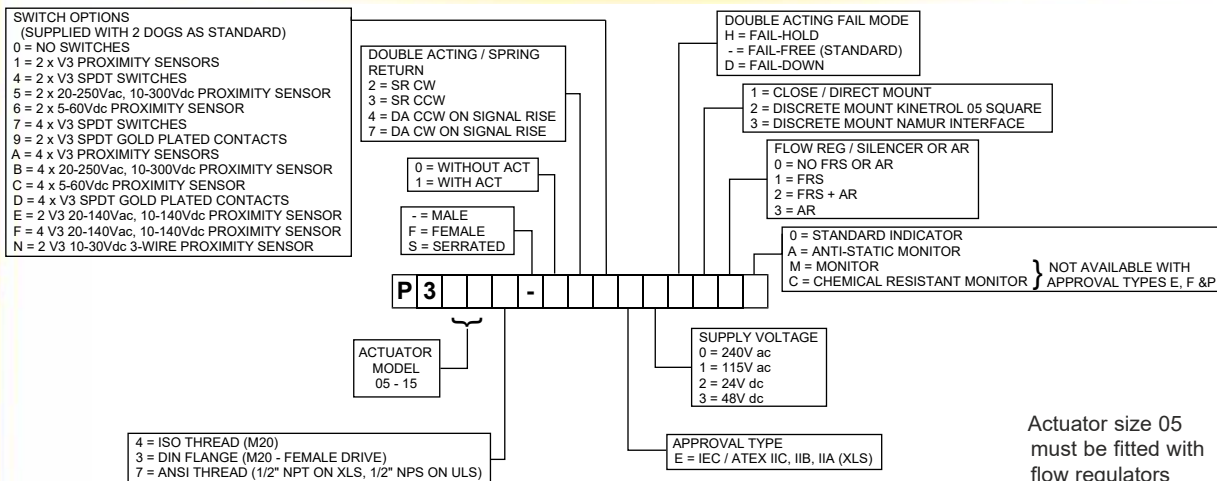 SWITCH OPTIONS
(SUPPLIED WITH 2 DOGS AS STANDARD)
0 = NO SWITCHES
1 = 2 x V3 PROXIMITY SENSORS
4 = 2 x V3 SPDT SWITCHES
5 = 2 x 20-250Vac, 10-300Vdc PROXIMITY SENSOR
6 = 2 x 5-60Vdc PROXIMITY SENSOR
7 = 4 x V3 SPDT SWITCHES
9 = 2 x V3 SPDT GOLD PLATED CONTACTS
A = 4 x V3 PROXIMITY SENSORS
B = 4 x 20-250Vac, 10-300Vdc PROXIMITY SENSOR
C = 4 x 5-60Vdc PROXIMITY SENSOR
D = 4 x V3 SPDT GOLD PLATED CONTACTS
E = 2 V3 20-140Vac, 10-140Vdc PROXIMITY SENSOR
F = 4 V3 20-140Vac, 10-140Vdc PROXIMITY SENSOR
N = 2 V3 10-30Vdc 3-WIRE PROXIMITY SENSOR
DOUBLE ACTING / SPRING
RETURN
2 = SR CW
3 = SR CCW
4 = DA CCW ON SIGNAL RISE
7 = DA CW ON SIGNAL RISE
0 = WITHOUT ACT
1 = WITH ACT
- = MALE
F = FEMALE
S = SERRATED
DOUBLE ACTING FAIL MODE
H = FAIL-HOLD
- = FAIL-FREE (STANDARD)
D = FAIL-DOWN
1 = CLOSE / DIRECT MOUNT
2 = DISCRETE MOUNT KINETROL 05 SQUARE
3 = DISCRETE MOUNT NAMUR INTERFACE
FLOW REG / SILENCER OR AR
0 = NO FRS OR AR
1 = FRS
2 = FRS + AR
3 = AR
0 = STANDARD INDICATOR
A = ANTI-STATIC MONITOR
M = MONITOR
C = CHEMICAL RESISTANT MONITOR
} NOT AVAILABLE WITH
APPROVAL TYPES E, F &P
P 3 -
ACTUATOR
MODEL
05 - 15
SUPPLY VOLTAGE
0 = 240V ac
1 = 115V ac
2 = 24V dc
3 = 48V dc
4 = ISO THREAD (M20)
3 = DIN FLANGE (M20 - FEMALE DRIVE)
7 = ANSI THREAD (1/2" NPT ON XLS, 1/2" NPS ON ULS)
APPROVAL TYPE
E = IEC / ATEX IIC, IIB, IIA (XLS)
Actuator size 05
must be fitted with
flow regulators